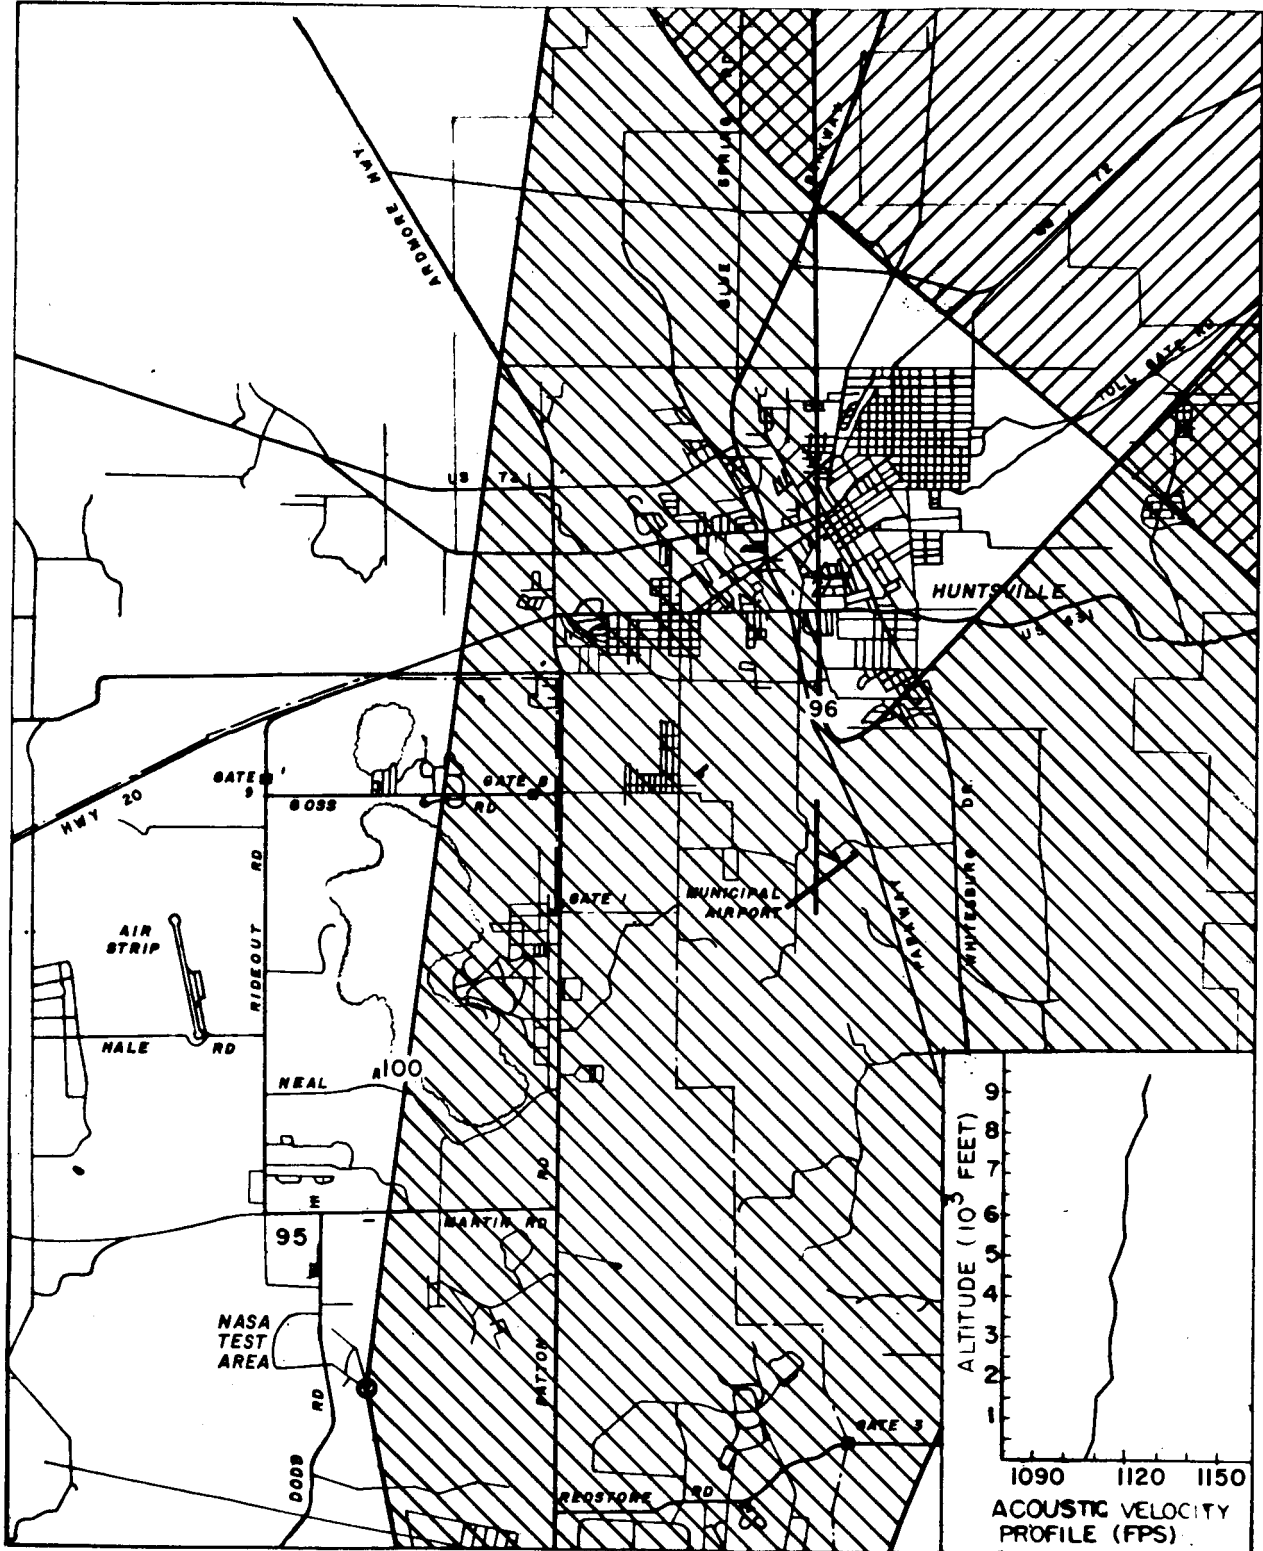 ARDMORE HWY
BLUE SPRING RD
PARKWAY
72
TOLL GATE RD
US 72
HUNTSVILLE
US 431
96
GATE 9
GOSS RD
GATE 8
HWY 20
RIDEOUT RD
AIR
STRIP
GATE 1
MUNICIPAL
AIRPORT
PARKWAY
WHITESBURG DR.
HALE RD
NEAL
100
MARTIN RD
95
NASA
TEST
AREA
DODD RD
PATTON RD
GATE 3
REDSTONE RD
ALTITUDE (10³ FEET)
9
8
7
6
5
4
3
2
1
1090 1120 1150
ACOUSTIC VELOCITY
PROFILE (FPS)